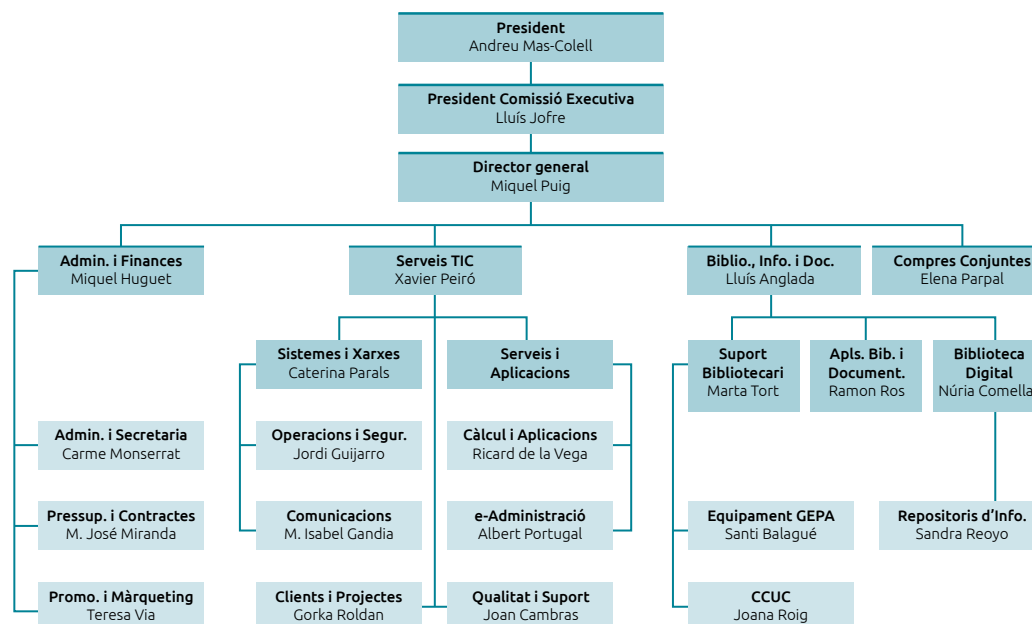 President
Andreu Mas-Colell
President Comissió Executiva
Lluís Jofre
Director general
Miquel Puig
Admin. i Finances
Miquel Huguet
Serveis TIC
Xavier Peiró
Biblio., Info. i Doc.
Lluís Anglada
Compres Conjuntes
Elena Parpal
Sistemes i Xarxes
Caterina Parals
Serveis i
Aplicacions
Suport
Bibliotecari
Marta Tort
Apls. Bib. i
Document.
Ramon Ros
Biblioteca
Digital
Núria Comellas
Admin. i Secretaria
Carme Monserrat
Operacions i Segur.
Jordi Guijarro
Càlcul i Aplicacions
Ricard de la Vega
Pressup. i Contractes
M. José Miranda
Comunicacions
M. Isabel Gandia
e-Administració
Albert Portugal
Equipament GEPA
Santi Balagué
Repositoris d’Info.
Sandra Reoyo
Promo. i Màrqueting
Teresa Via
Clients i Projectes
Gorka Roldan
Qualitat i Suport
Joan Cambras
CCUC
Joana Roig